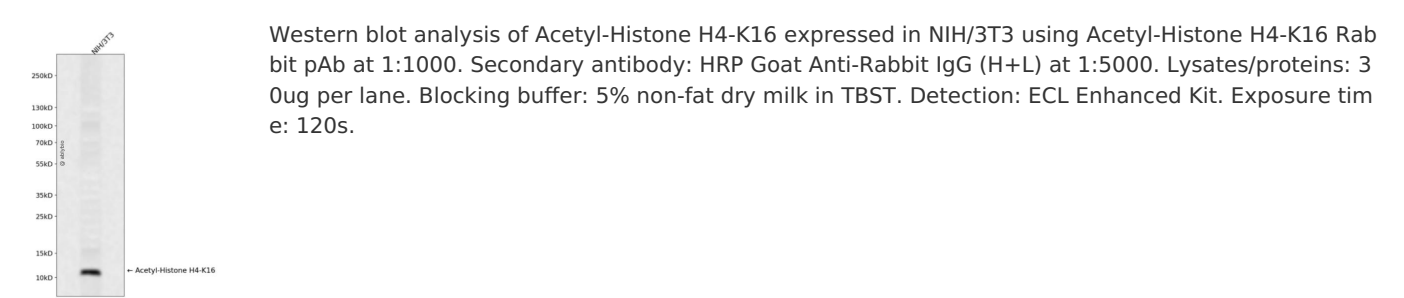 NIH/3T3
250kD
130kD
100kD
70kD
55kD
@ abtybio
35kD
25kD
15kD
10kD
← Acetyl-Histone H4-K16
Western blot analysis of Acetyl-Histone H4-K16 expressed in NIH/3T3 using Acetyl-Histone H4-K16 Rab
bit pAb at 1:1000. Secondary antibody: HRP Goat Anti-Rabbit IgG (H+L) at 1:5000. Lysates/proteins: 3
0ug per lane. Blocking buffer: 5% non-fat dry milk in TBST. Detection: ECL Enhanced Kit. Exposure tim
e: 120s.